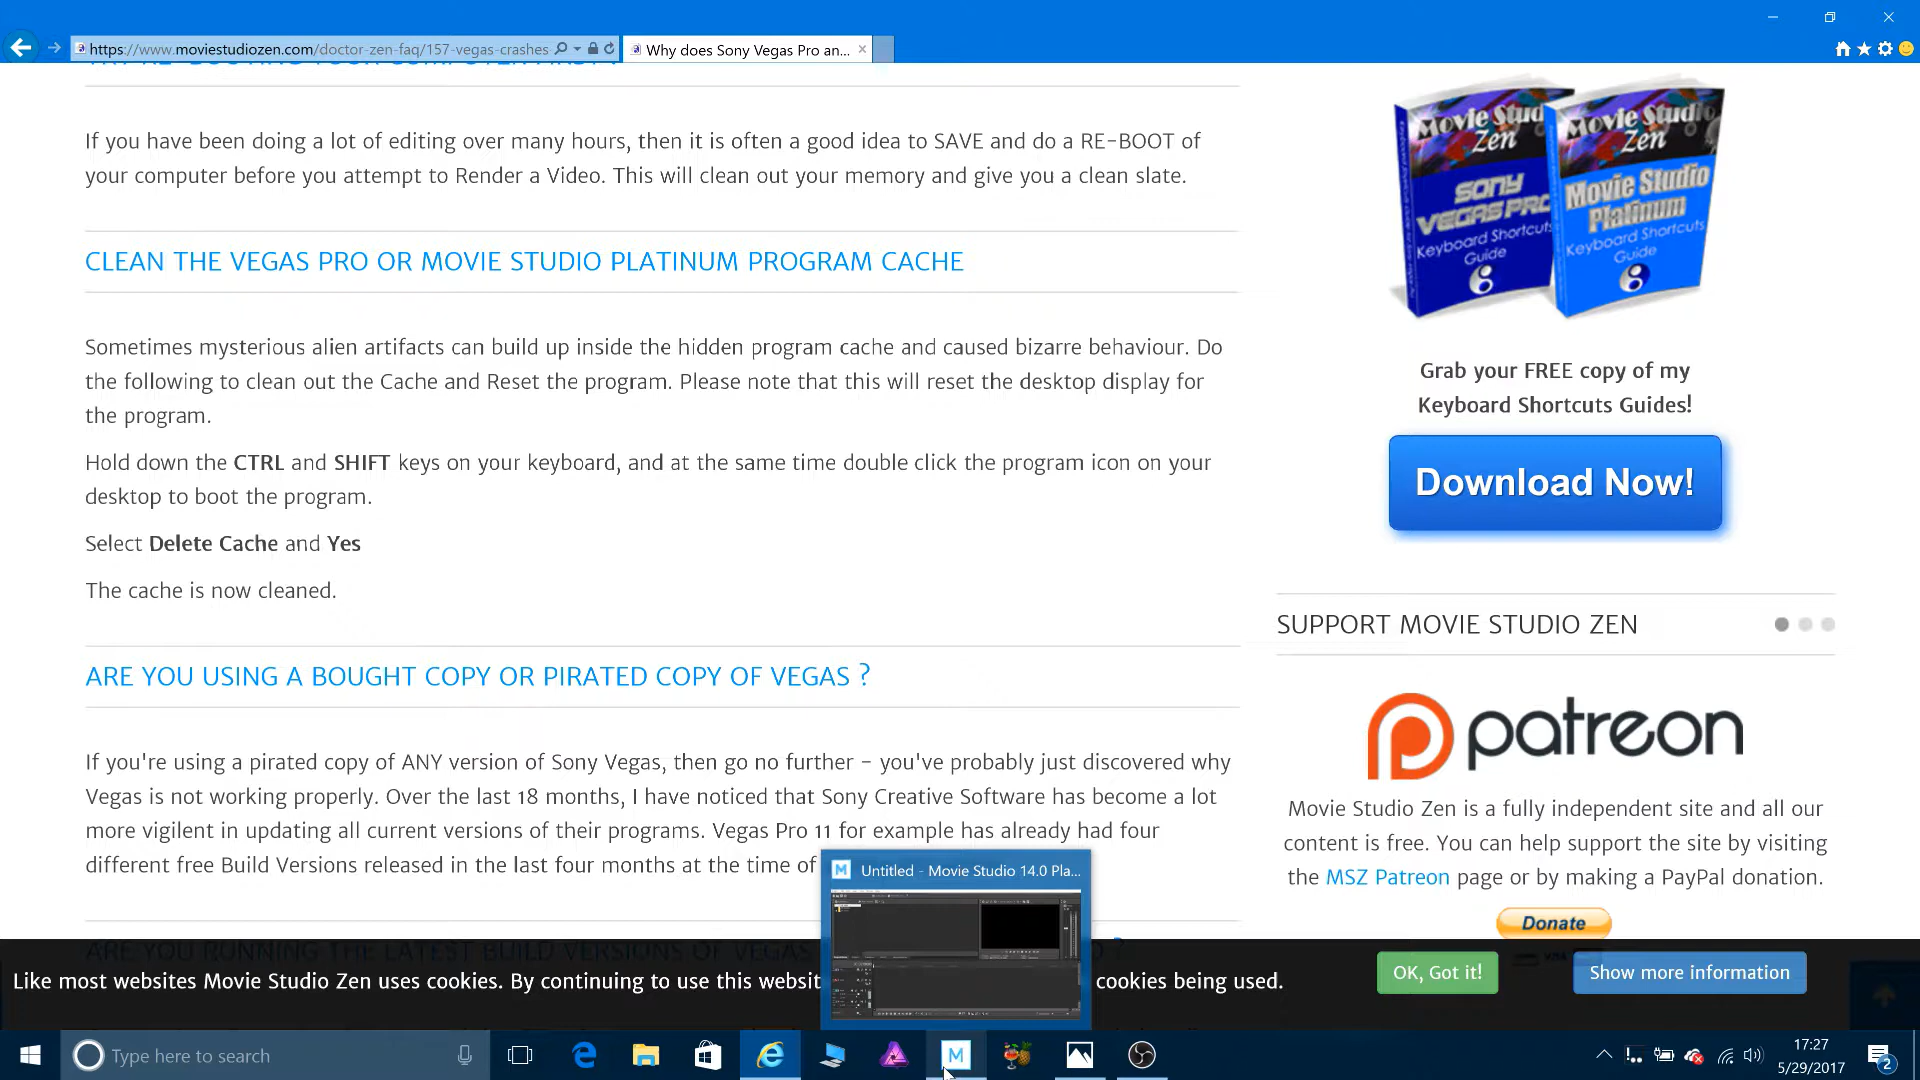 https://www.moviestudiozen.com/doctor-zen-faq/157-vegas-crashes
Why does Sony Vegas Pro an...
If you have been doing a lot of editing over many hours, then it is often a good idea to SAVE and do a RE-BOOT of
your computer before you attempt to Render a Video. This will clean out your memory and give you a clean slate.
CLEAN THE VEGAS PRO OR MOVIE STUDIO PLATINUM PROGRAM CACHE
Sometimes mysterious alien artifacts can build up inside the hidden program cache and caused bizarre behaviour. Do
the following to clean out the Cache and Reset the program. Please note that this will reset the desktop display for
the program.
Hold down the CTRL and SHIFT keys on your keyboard, and at the same time double click the program icon on your
desktop to boot the program.
Select Delete Cache and Yes
The cache is now cleaned.
ARE YOU USING A BOUGHT COPY OR PIRATED COPY OF VEGAS ?
If you're using a pirated copy of ANY version of Sony Vegas, then go no further - you've probably just discovered why
Vegas is not working properly. Over the last 18 months, I have noticed that Sony Creative Software has become a lot
more vigilent in updating all current versions of their programs. Vegas Pro 11 for example has already had four
different free Build Versions released in the last four months at the time of
ARE YOU RUNNING THE LATEST BUILD VERSIONS OF VEGAS
Movie Studio
Zen
SONY
VEGAS PRO
Keyboard Shortcuts
Guide
Movie Studio
Zen
Movie Studio
Platinum
Keyboard Shortcuts
Guide
Grab your FREE copy of my
Keyboard Shortcuts Guides!
Download Now!
SUPPORT MOVIE STUDIO ZEN
patreon
Movie Studio Zen is a fully independent site and all our
content is free. You can help support the site by visiting
the MSZ Patreon page or by making a PayPal donation.
Donate
M Untitled - Movie Studio 14.0 Pla...
Like most websites Movie Studio Zen uses cookies. By continuing to use this websit
cookies being used.
OK, Got it!
Show more information
Type here to search
M
17:27
5/29/2017
2